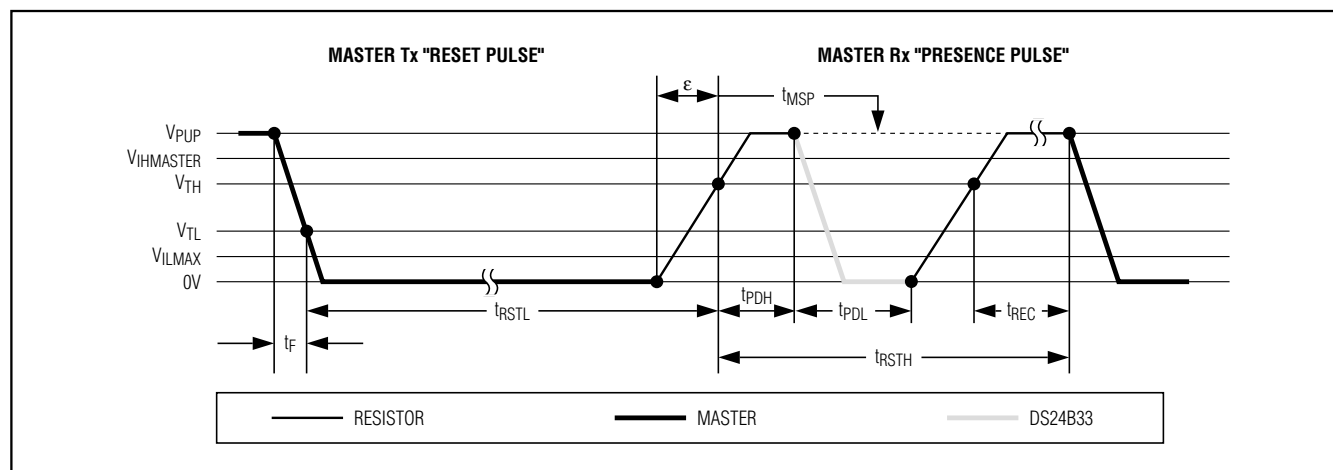 MASTER Tx "RESET PULSE"
MASTER Rx "PRESENCE PULSE"
ε
tMSP
VPUP
VIHMASTER
VTH
VTL
VILMAX
0V
tRSTL
tPDH
tPDL
tREC
tF
tRSTH
RESISTOR
MASTER
DS24B33